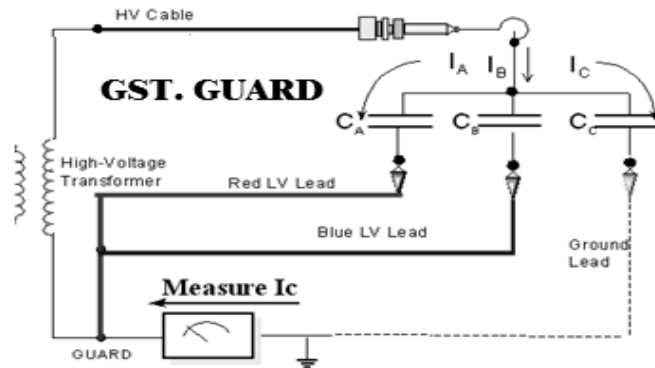 HV Cable
I_A I_B I_C
GST. GUARD
C_A C_B C_C
High-Voltage
Transformer
Red LV Lead
Blue LV Lead
Ground
Lead
Measure Ic
GUARD